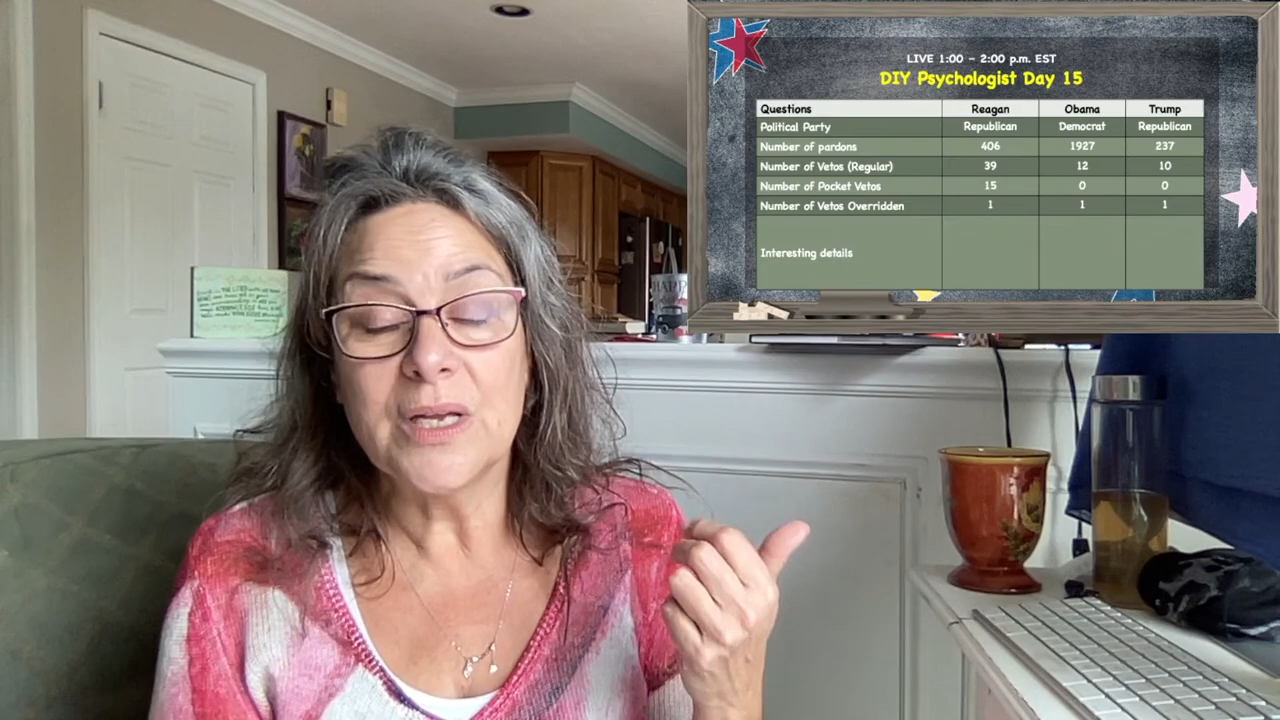 LIVE 1:00 – 2:00 p.m. EST
DIY Psychologist Day 15
Questions Reagan Obama Trump
Political Party Republican Democrat Republican
Number of pardons 406 1927 237
Number of Vetos (Regular) 39 12 10
Number of Pocket Vetos 15 0 0
Number of Vetos Overridden 1 1 1
Interesting details
THE LORD